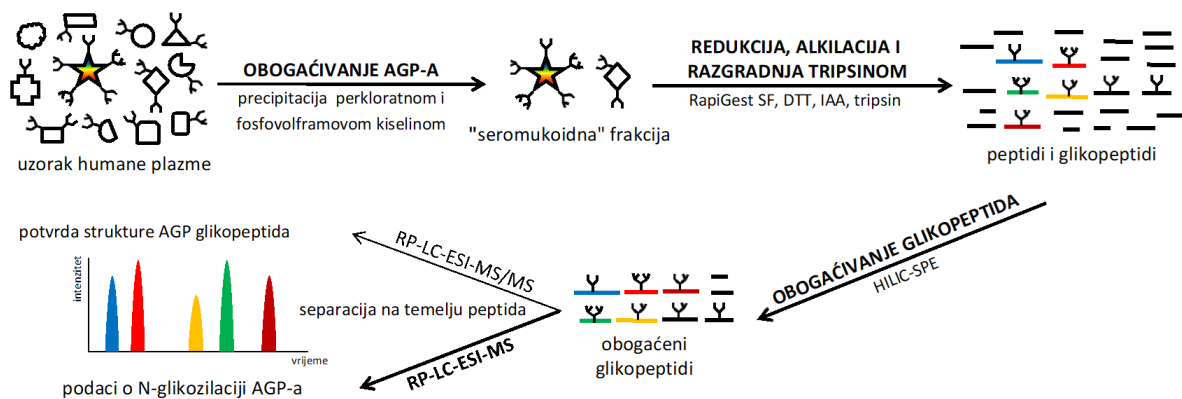 OBOGAĆIVANJE AGP-A
precipitacija perkloratnom i
fosfovolframovom kiselinom
uzorak humane plazme
"seromukoidna" frakcija
REDUKCIJA, ALKILACIJA I
RAZGRADNJA TRIPSINOM
RapiGest SF, DTT, IAA, tripsin
peptidi i glikopeptidi
OBOGAĆIVANJE GLIKOPEPTIDA
HILIC-SPE
obogaćeni
glikopeptidi
RP-LC-ESI-MS/MS
separacija na temelju peptida
RP-LC-ESI-MS
potvrda strukture AGP glikopeptida
intenzitet
vrijeme
podaci o N-glikozilaciji AGP-a